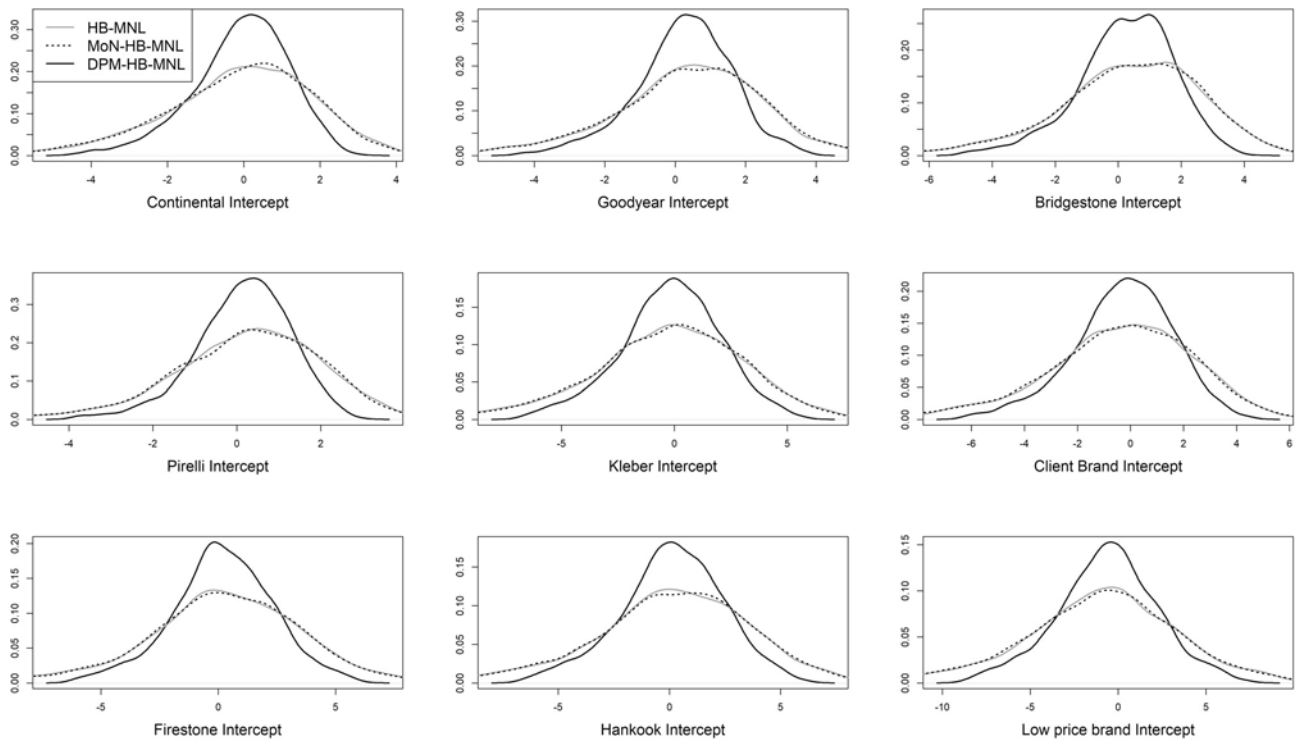 HB-MNL
MoN-HB-MNL
DPM-HB-MNL
0.00 0.10 0.20 0.30
-4 -2 0 2 4
Continental Intercept
0.00 0.10 0.20 0.30
-4 -2 0 2 4
Goodyear Intercept
0.00 0.10 0.20
-6 -4 -2 0 2 4
Bridgestone Intercept
0.0 0.1 0.2 0.3
-4 -2 0 2
Pirelli Intercept
0.00 0.05 0.10 0.15
-5 0 5
Kleber Intercept
0.00 0.05 0.10 0.15 0.20
-6 -4 -2 0 2 4 6
Client Brand Intercept
0.00 0.05 0.10 0.15 0.20
-5 0 5
Firestone Intercept
0.00 0.05 0.10 0.15
-5 0 5
Hankook Intercept
0.00 0.05 0.10 0.15
-10 -5 0 5
Low price brand Intercept